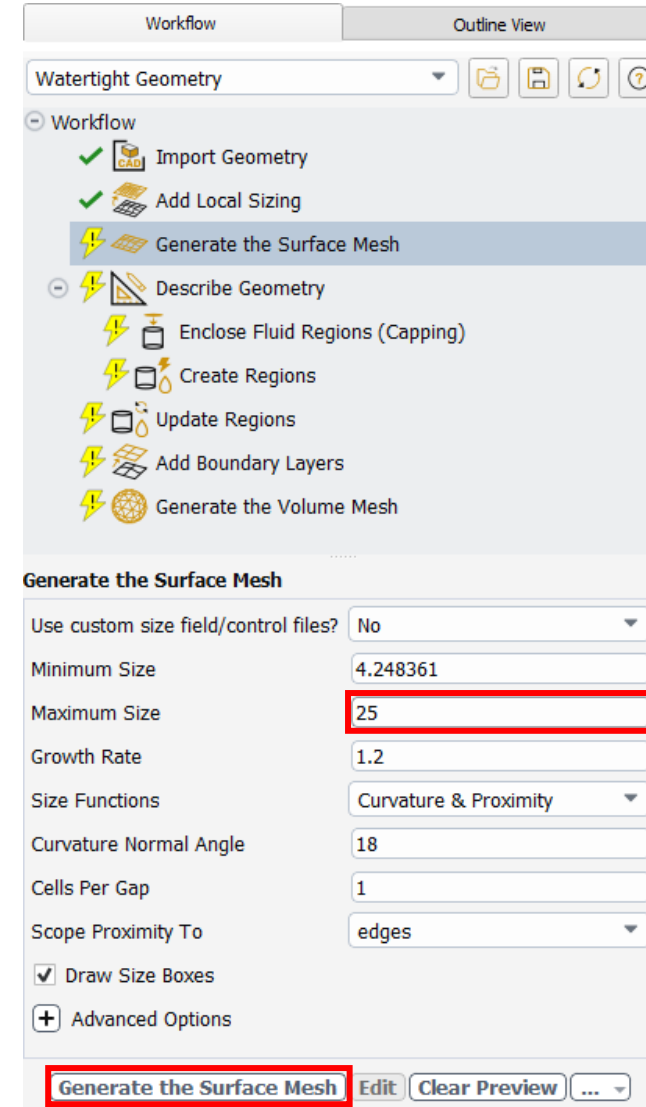 Workflow Outline View
Watertight Geometry
Workflow
CAD Import Geometry
Add Local Sizing
Generate the Surface Mesh
Describe Geometry
Enclose Fluid Regions (Capping)
Create Regions
Update Regions
Add Boundary Layers
Generate the Volume Mesh
Generate the Surface Mesh
Use custom size field/control files? No
Minimum Size 4.248361
Maximum Size 25
Growth Rate 1.2
Size Functions Curvature & Proximity
Curvature Normal Angle 18
Cells Per Gap 1
Scope Proximity To edges
Draw Size Boxes
Advanced Options
Generate the Surface Mesh Edit Clear Preview ...